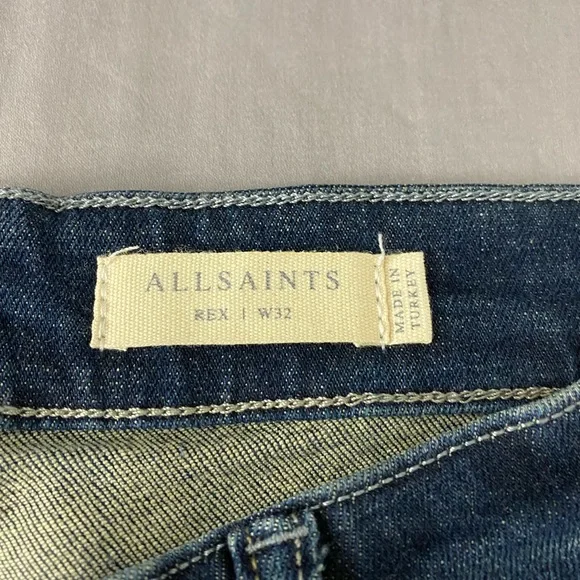 ALLSAINTS
REX | W32
MADE IN
TURKEY